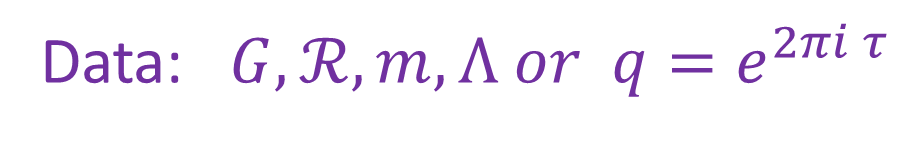 Data: G, ℛ, m, Λ or q = e^{2πi τ}